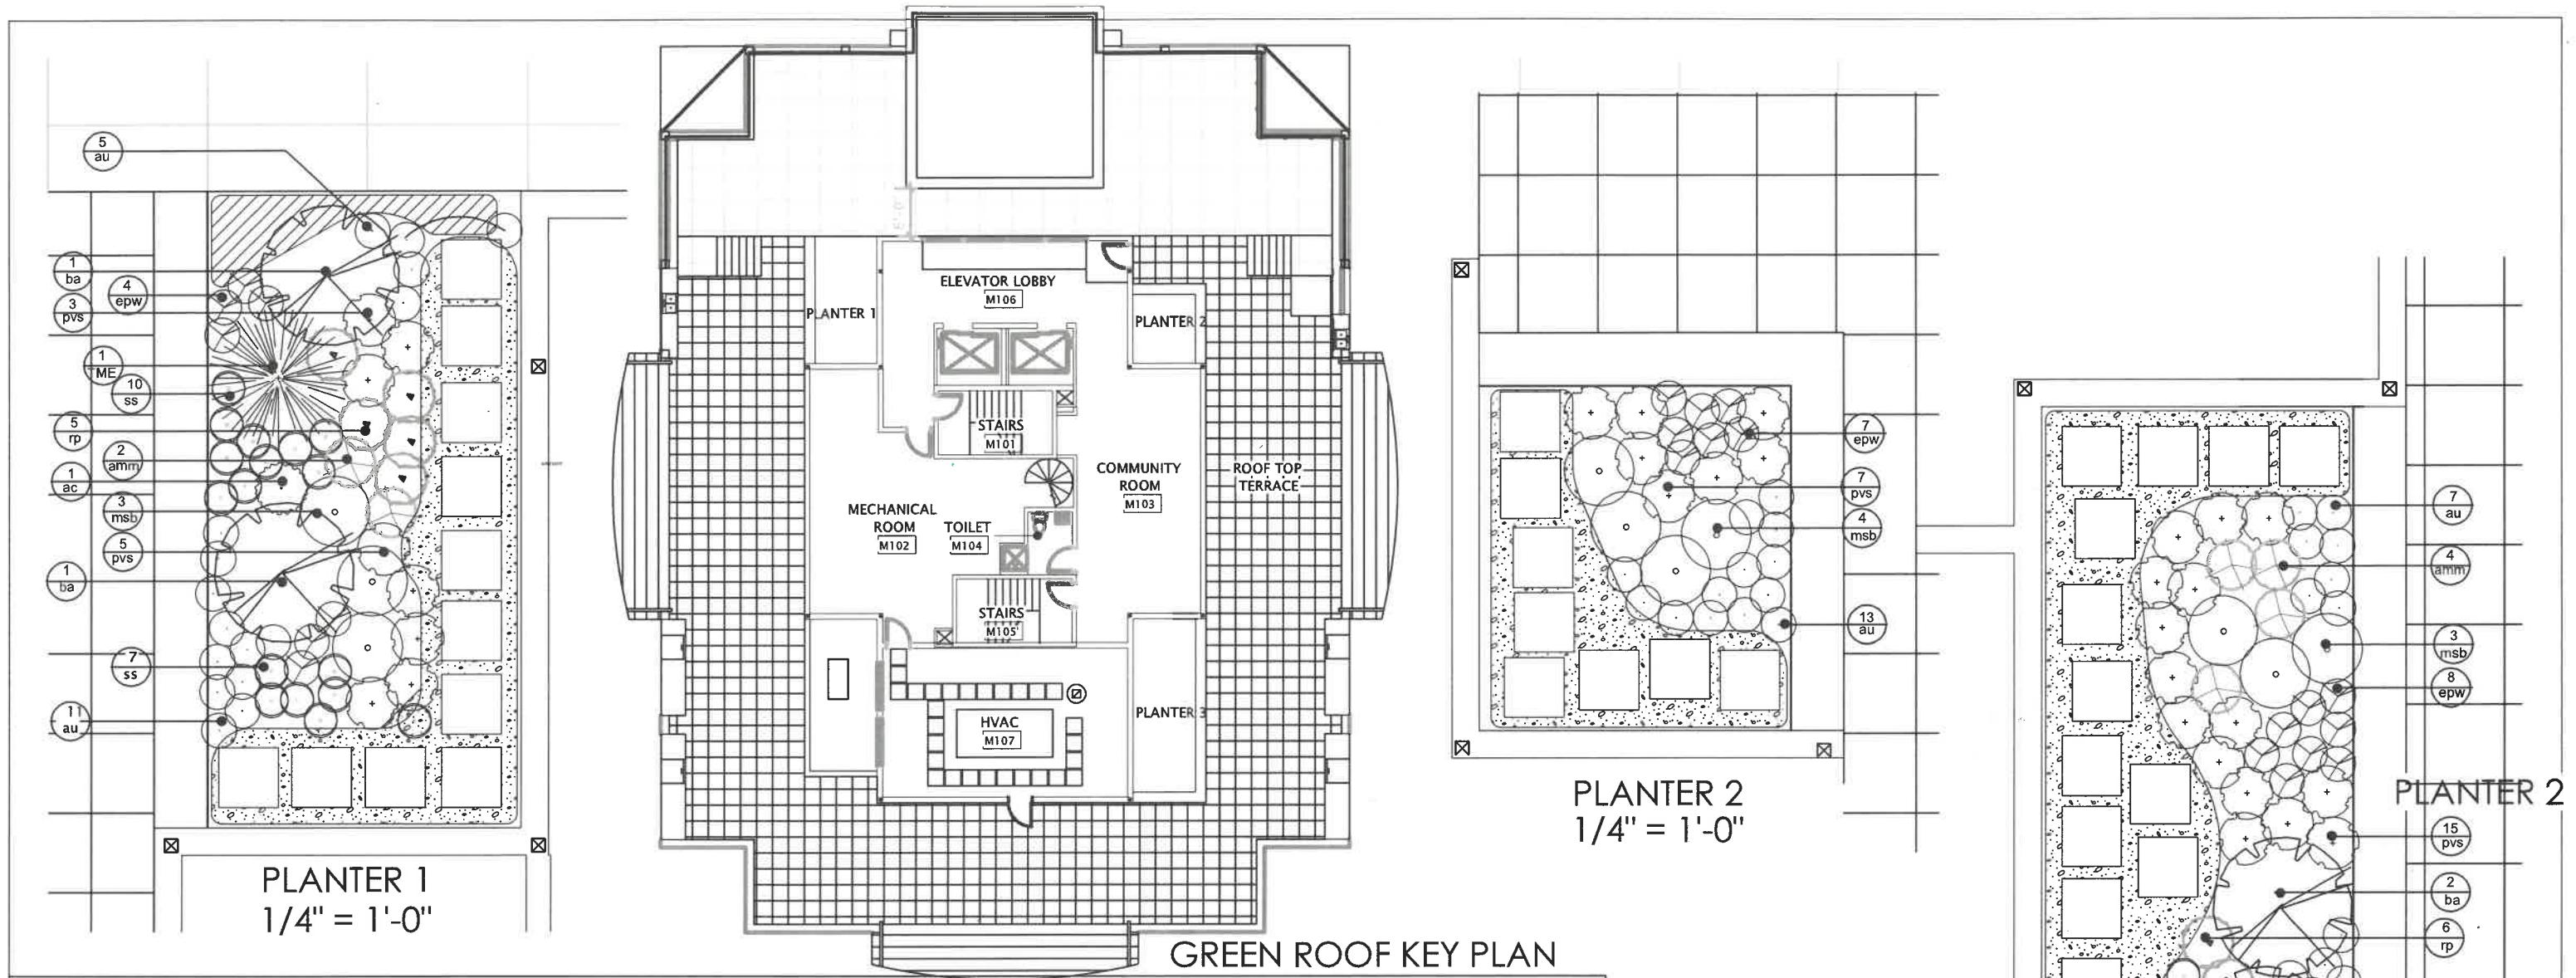 5
au
1
ba
4
epw
3
pvs
1
TME
10
ss
5
rp
2
amm
1
ac
3
msb
5
pvs
1
ba
7
ss
11
au
PLANTER 1
1/4" = 1'-0"
ELEVATOR LOBBY
M106
PLANTER 1
PLANTER 2
STAIRS
M101
COMMUNITY
ROOM
M103
ROOF TOP
TERRACE
MECHANICAL
ROOM
M102
TOILET
M104
STAIRS
M105
HVAC
M107
PLANTER 3
GREEN ROOF KEY PLAN
7
epw
7
pvs
4
msb
13
au
PLANTER 2
1/4" = 1'-0"
7
au
4
amm
3
msb
8
epw
PLANTER 2
15
pvs
2
ba
6
rp